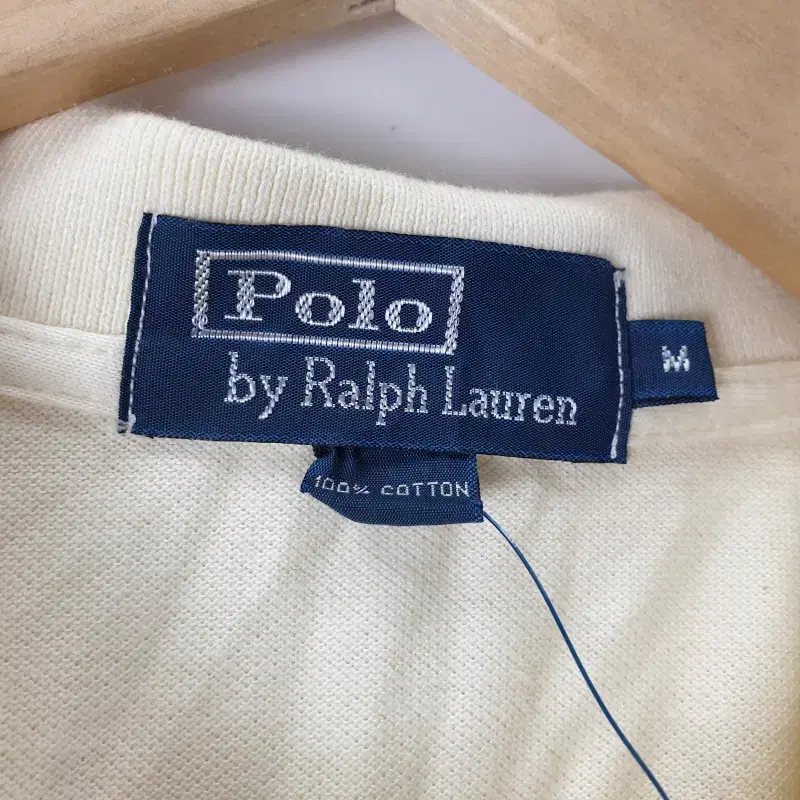 Polo
by Ralph Lauren
M
100% COTTON